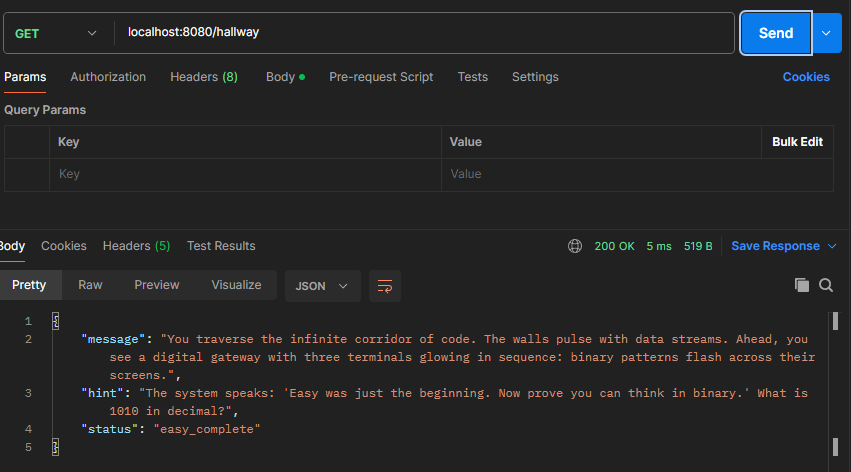 GET localhost:8080/hallway Send
Params Authorization Headers (8) Body Pre-request Script Tests Settings Cookies
Query Params
Key Value Bulk Edit
Key Value
Body Cookies Headers (5) Test Results 200 OK 5 ms 519 B Save Response
Pretty Raw Preview Visualize JSON
1 {
2 "message": "You traverse the infinite corridor of code. The walls pulse with data streams. Ahead, you
see a digital gateway with three terminals glowing in sequence: binary patterns flash across their
screens.",
3 "hint": "The system speaks: 'Easy was just the beginning. Now prove you can think in binary.' What is
1010 in decimal?",
4 "status": "easy_complete"
5 }